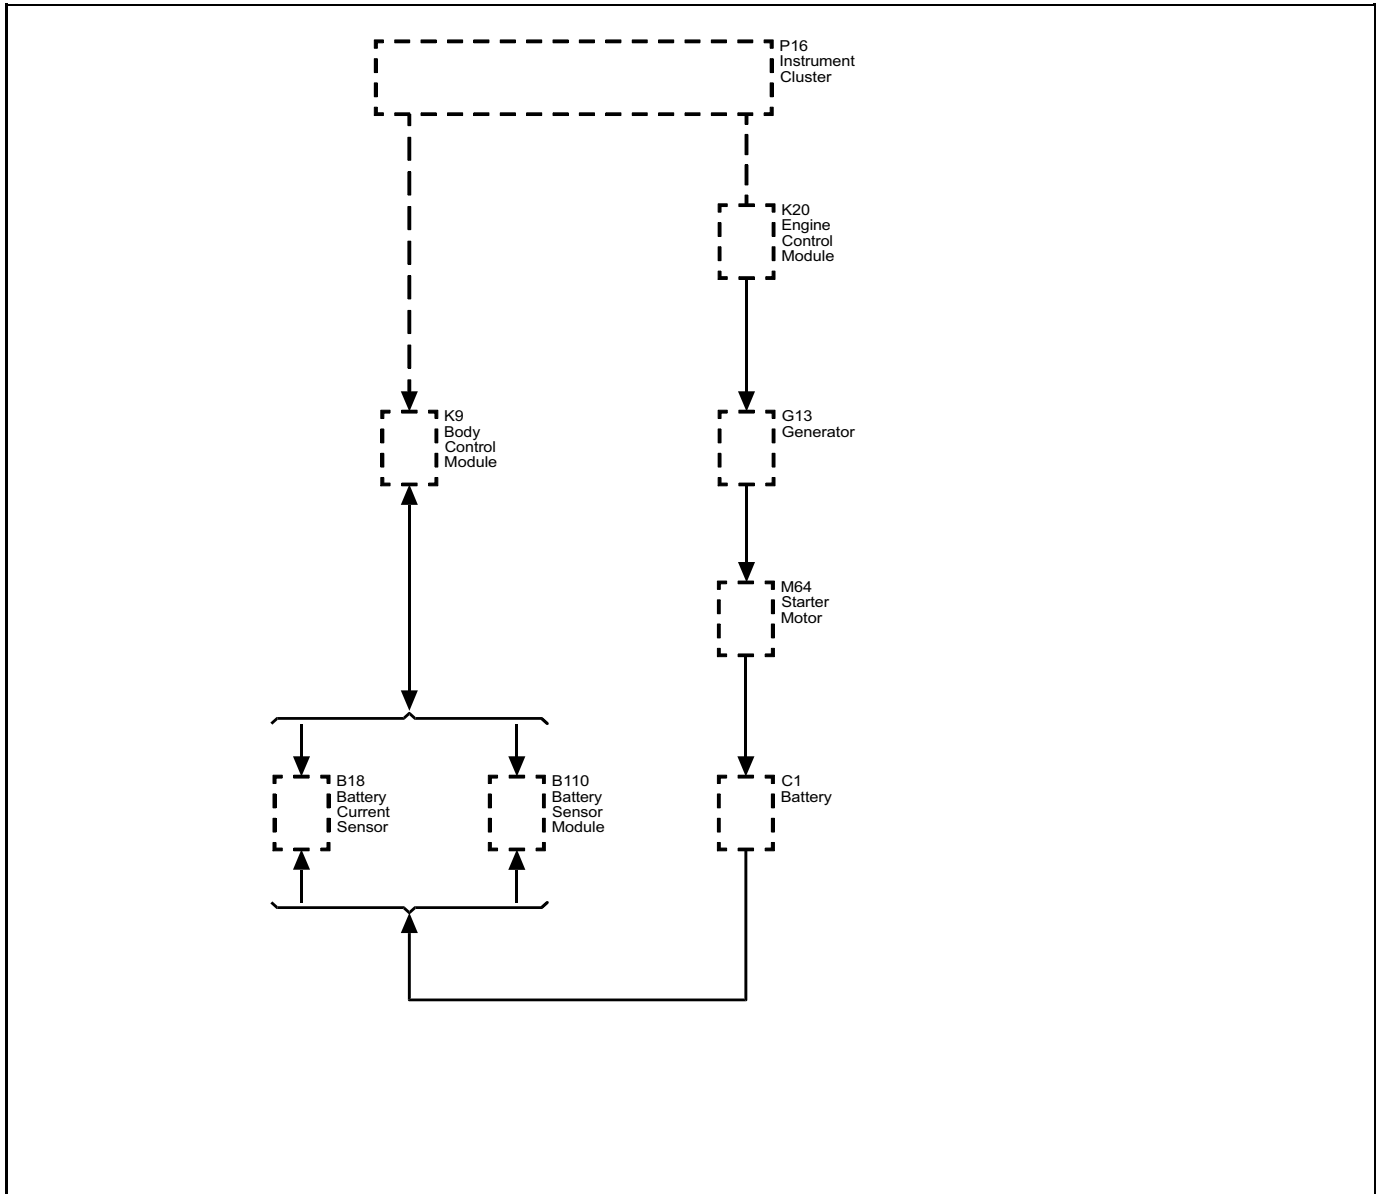 P16
Instrument
Cluster
K20
Engine
Control
Module
K9
Body
Control
Module
G13
Generator
M64
Starter
Motor
B18
Battery
Current
Sensor
B110
Battery
Sensor
Module
C1
Battery